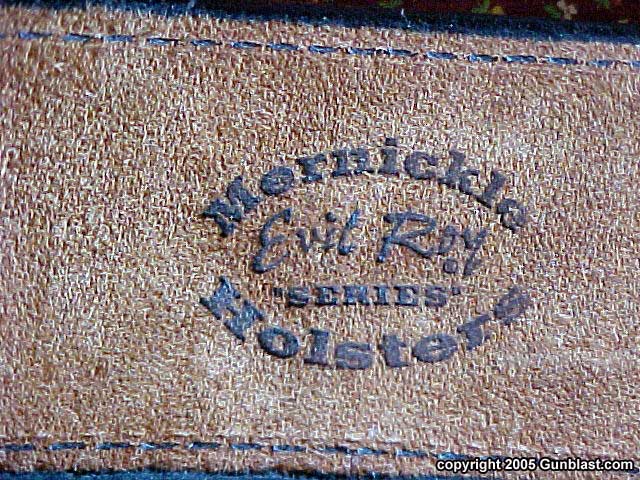 Mernickle
Evil Roy
"SERIES"
Holsters
copyright 2005 Gunblast.com